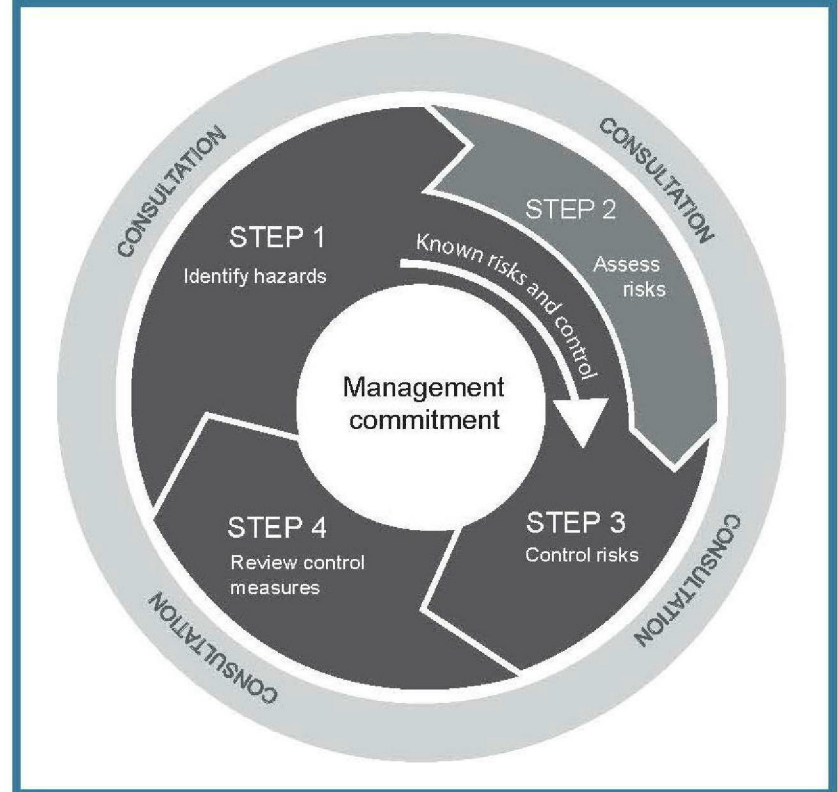 CONSULTATION
CONSULTATION
STEP 1
Identify hazards
STEP 2
Assess
risks
Known risks and control
Management
commitment
STEP 3
Control risks
STEP 4
Review control
measures
CONSULTATION
CONSULTATION